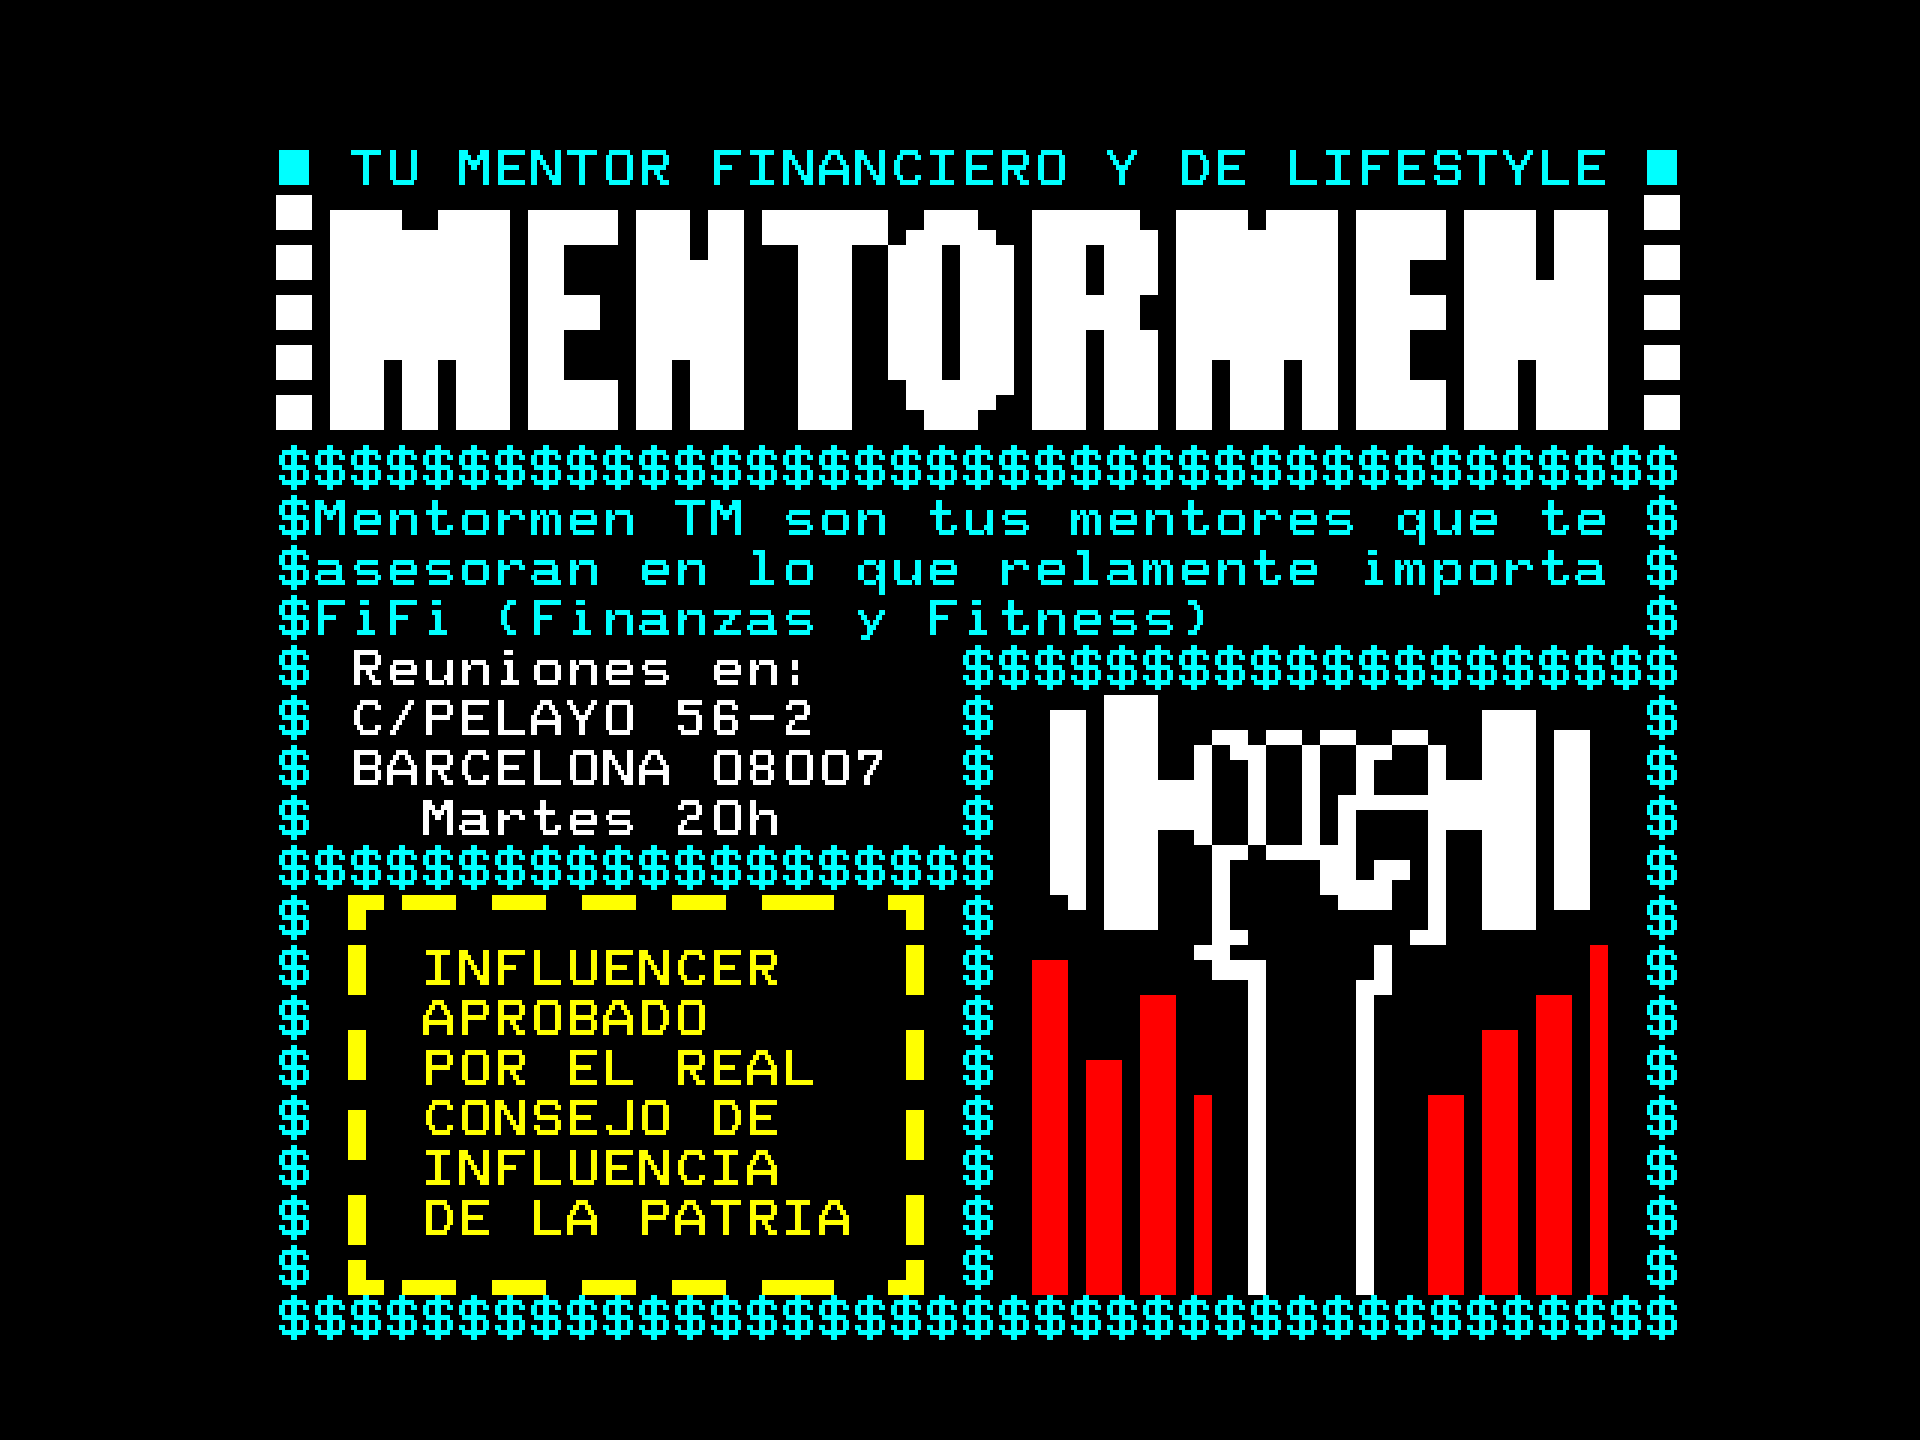 TU MENTOR FINANCIERO Y DE LIFESTYLE
MENTORMEN
$$$$$$$$$$$$$$$$$$$$$$$$$$$$$$$$$$$$$$$
$Mentormen TM son tus mentores que te $
$asesoran en lo que relamente importa $
$FiFi (Finanzas y Fitness) $
$ Reuniones en: $$$$$$$$$$$$$$$$$$$$
$ C/PELAYO 56-2 $ $
$ BARCELONA 08007 $ $
$ Martes 20h $ $
$$$$$$$$$$$$$$$$$$$$ $
$ $ $
$ INFLUENCER $ $
$ APROBADO $ $
$ POR EL REAL $ $
$ CONSEJO DE $ $
$ INFLUENCIA $ $
$ DE LA PATRIA $ $
$ $ $
$$$$$$$$$$$$$$$$$$$$$$$$$$$$$$$$$$$$$$$